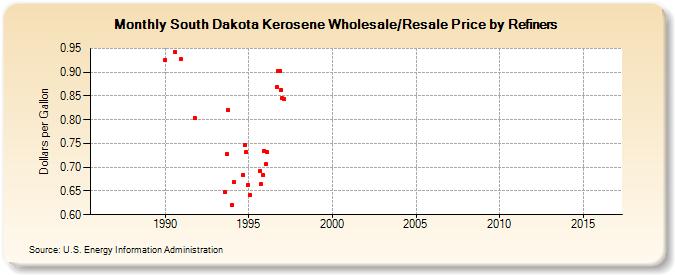 Monthly South Dakota Kerosene Wholesale/Resale Price by Refiners
Dollars per Gallon
0.95
0.90
0.85
0.80
0.75
0.70
0.65
0.60
1990 1995 2000 2005 2010 2015
Source: U.S. Energy Information Administration